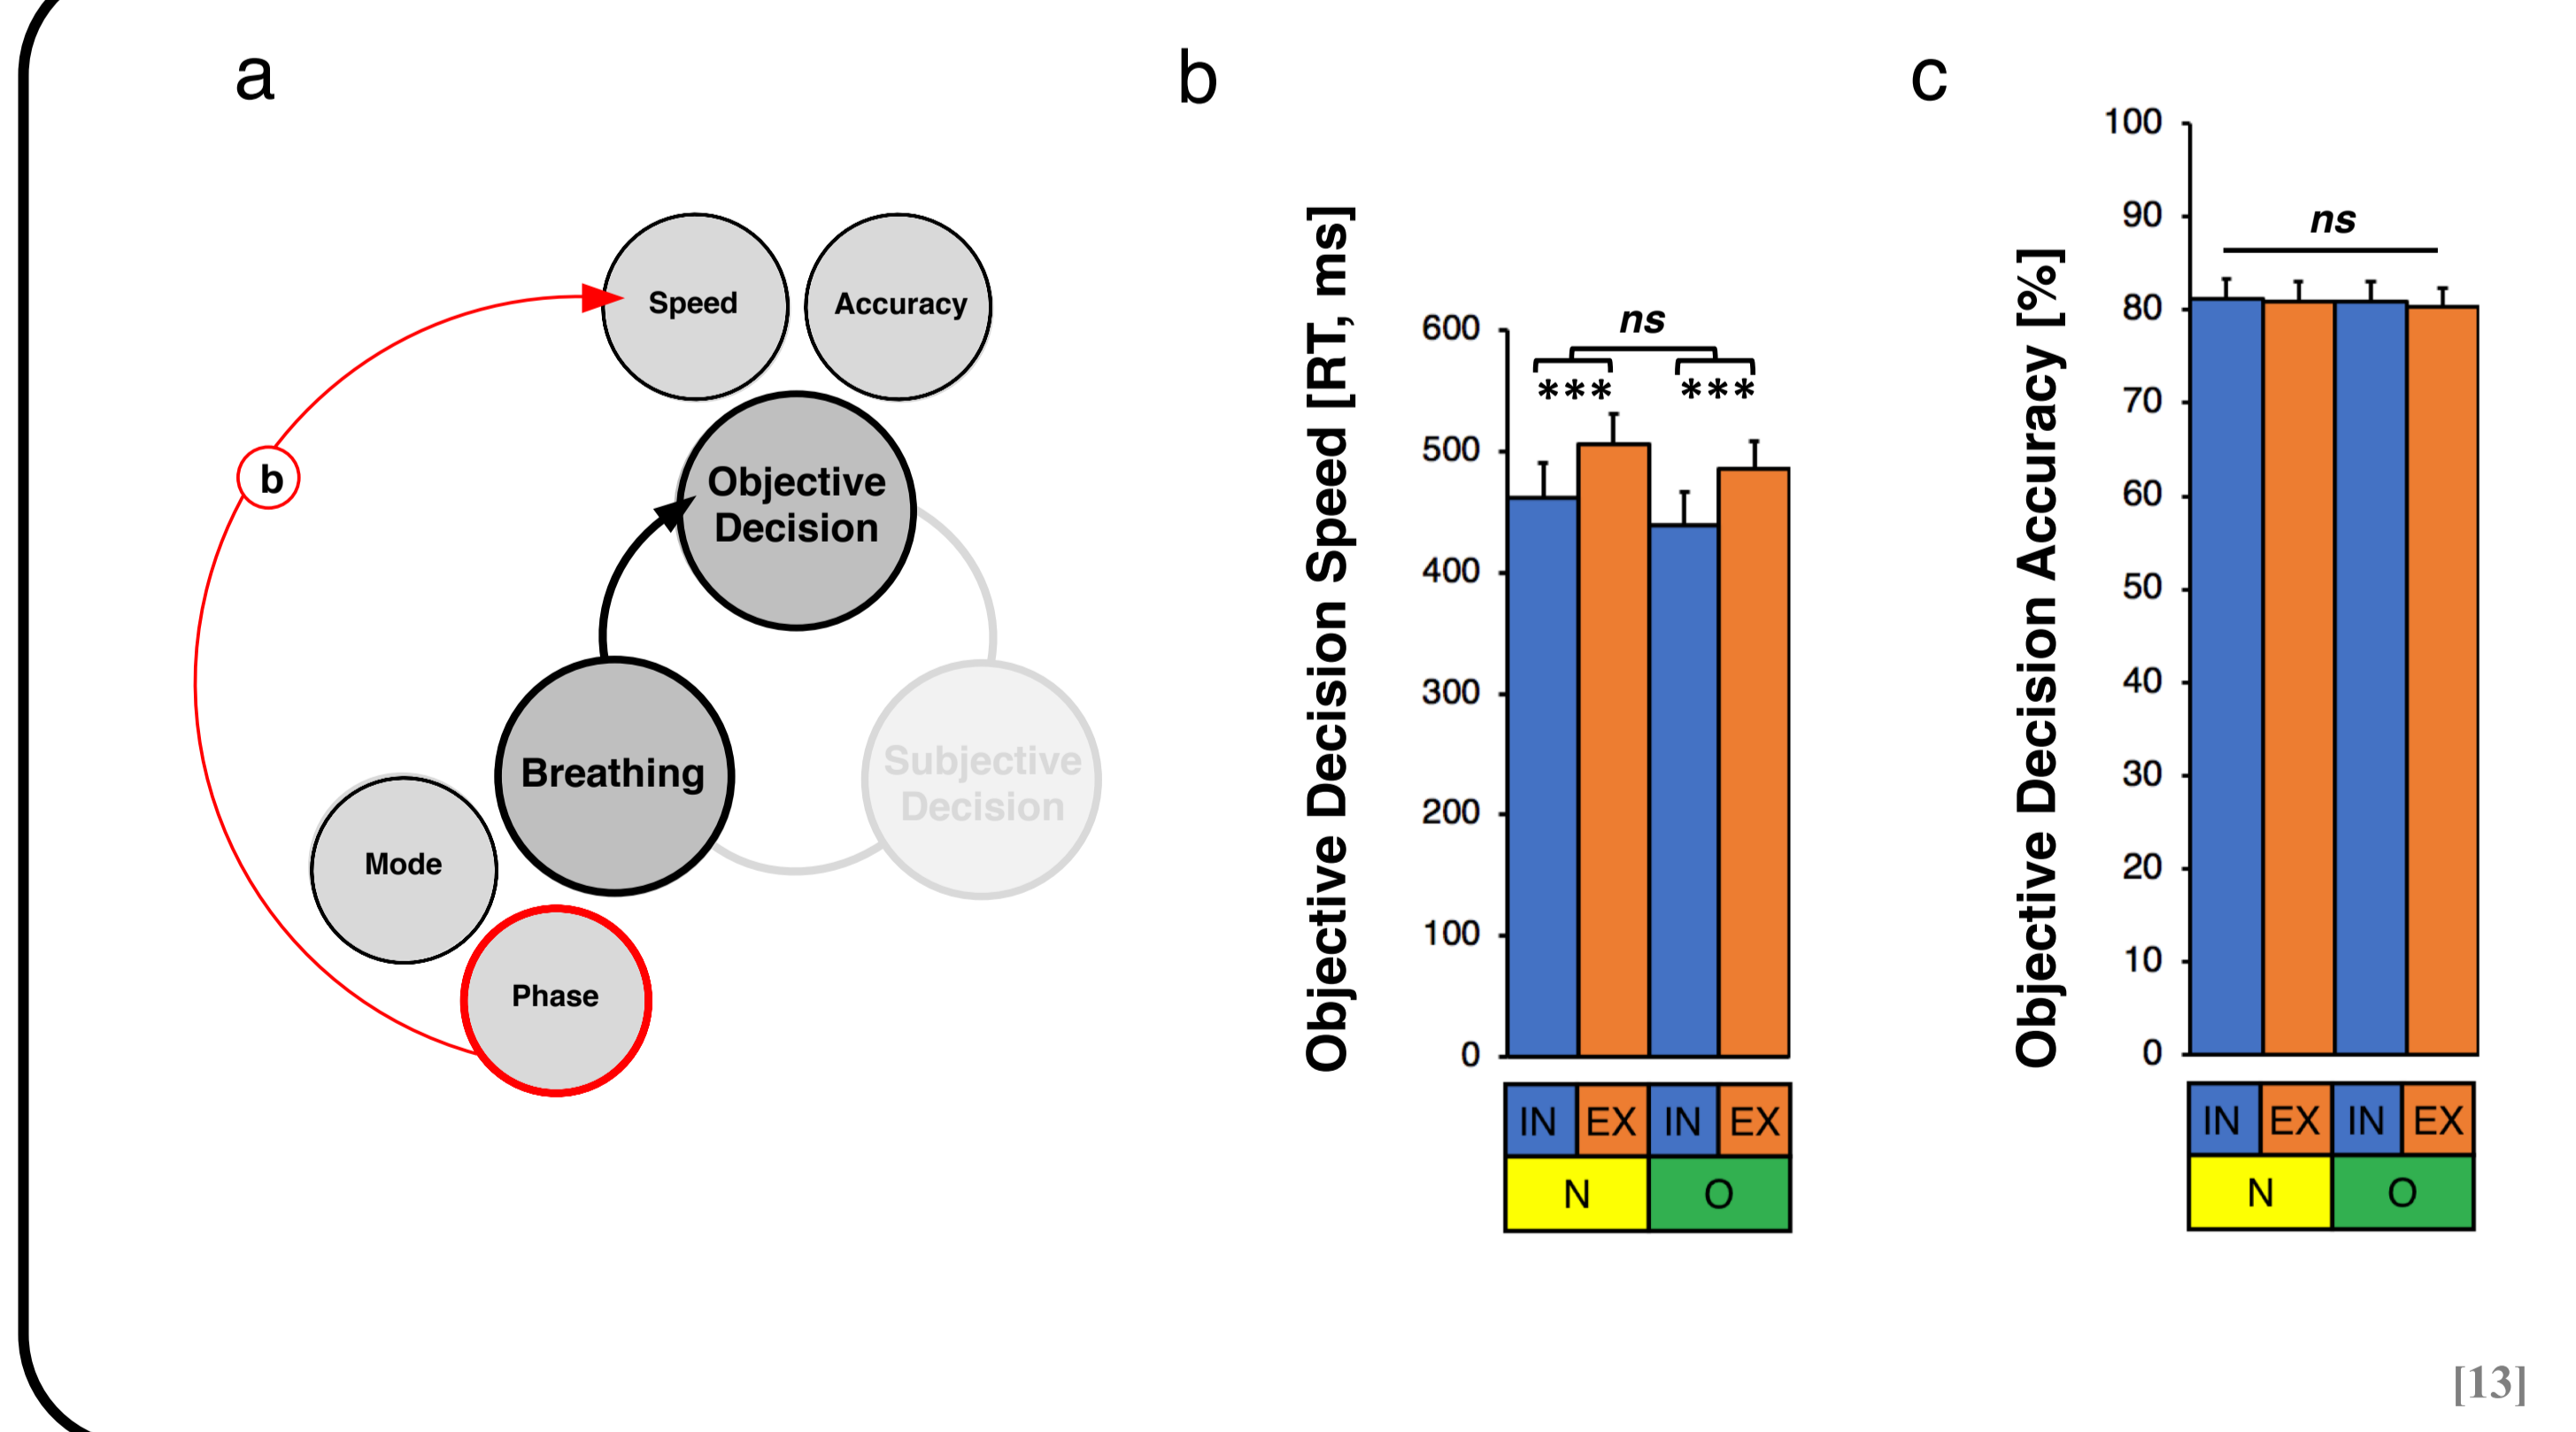 a
Speed
Accuracy
b
Objective
Decision
Breathing
Subjective
Decision
Mode
Phase
b
Objective Decision Speed [RT, ms]
600
500
400
300
200
100
0
ns
*** ***
IN EX IN EX
N O
c
Objective Decision Accuracy [%]
100
90
80
70
60
50
40
30
20
10
0
ns
IN EX IN EX
N O
[13]